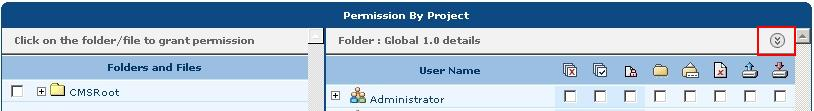 Permission By Project
Click on the folder/file to grant permission
Folder : Global 1.0 details
Folders and Files
User Name
CMSRoot
Administrator